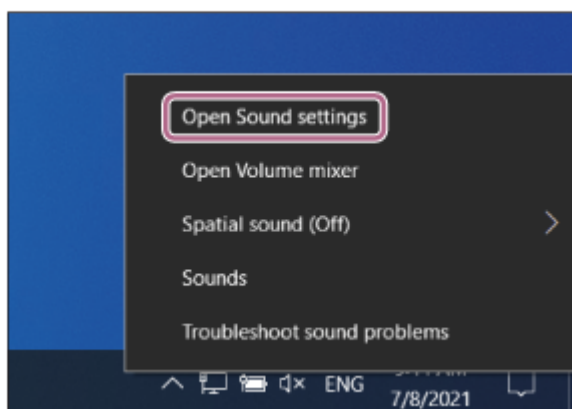 Open Sound settings
Open Volume mixer
Spatial sound (Off)
Sounds
Troubleshoot sound problems
ENG
7/8/2021